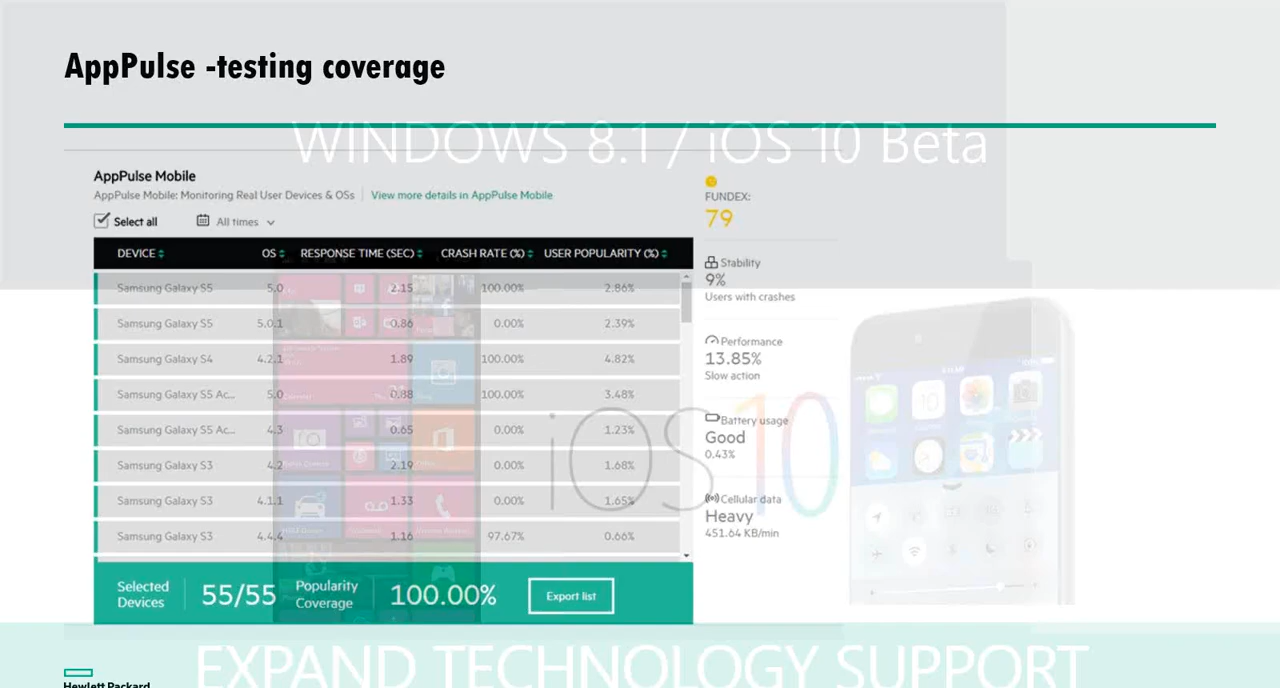 AppPulse -testing coverage
WINDOWS 8.1 / iOS 10 Beta
AppPulse Mobile
AppPulse Mobile: Monitoring Real User Devices & OSs | View more details in AppPulse Mobile
Select all All times
DEVICE OS RESPONSE TIME (SEC) CRASH RATE (%) USER POPULARITY (%)
Samsung Galaxy S5 5.0 2.15 100.00% 2.86%
Samsung Galaxy S5 5.0.1 0.86 0.00% 2.39%
Samsung Galaxy S4 4.2.1 1.89 100.00% 4.82%
Samsung Galaxy S5 Ac... 5.0 0.88 100.00% 3.48%
Samsung Galaxy S5 Ac... 4.3 0.65 0.00% 1.23%
Samsung Galaxy S3 4.2 2.19 0.00% 1.68%
Samsung Galaxy S3 4.1.1 1.33 0.00% 1.65%
Samsung Galaxy S3 4.4.4 1.16 97.67% 0.66%
Selected Devices 55/55 Popularity Coverage 100.00% Export list
FUNDEX:
79
Stability
9%
Users with crashes
Performance
13.85%
Slow action
Battery usage
Good
0.43%
Cellular data
Heavy
451.64 KB/min
iOS 10
10
EXPAND TECHNOLOGY SUPPORT
Hewlett Packard